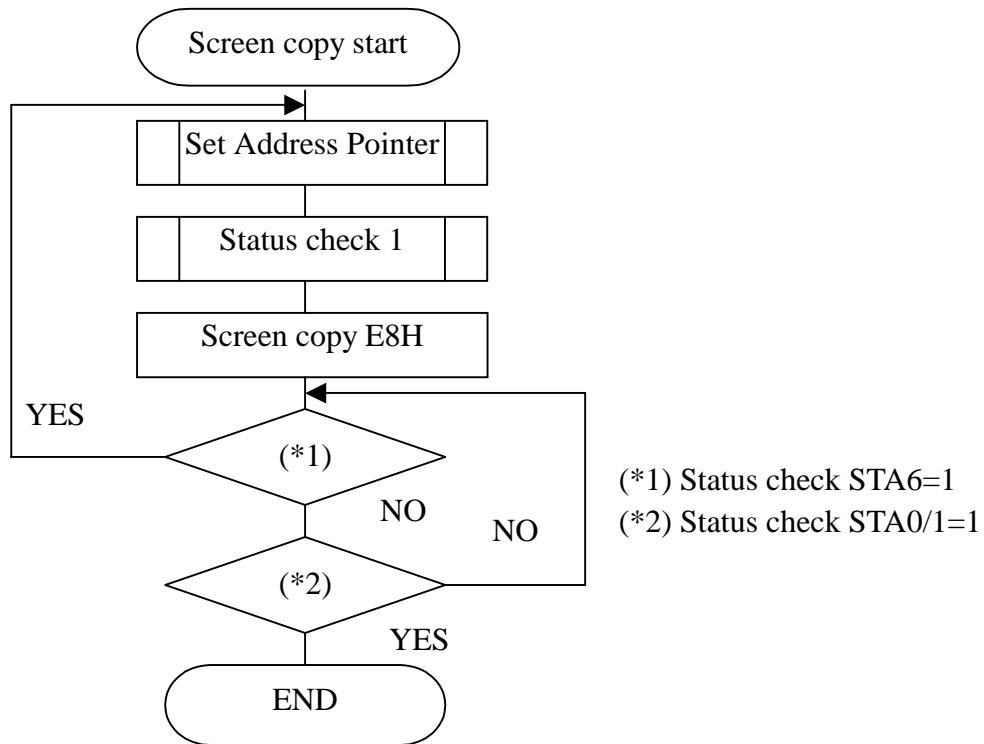 Screen copy start
Set Address Pointer
Status check 1
Screen copy E8H
YES
(*1)
NO
NO
(*1) Status check STA6=1
(*2) Status check STA0/1=1
(*2)
YES
END